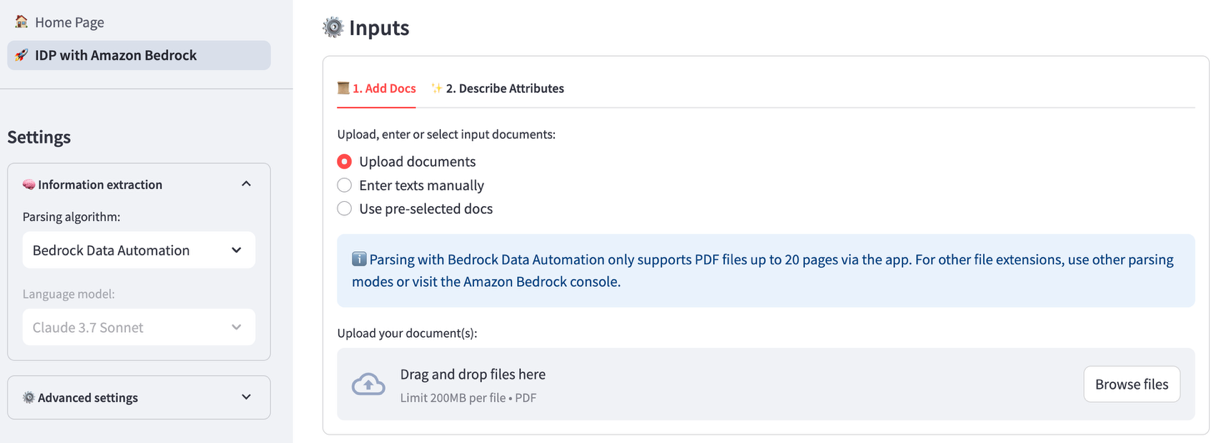 Home Page
IDP with Amazon Bedrock
Settings
Information extraction
Parsing algorithm:
Bedrock Data Automation
Language model:
Claude 3.7 Sonnet
Advanced settings
Inputs
1. Add Docs
2. Describe Attributes
Upload, enter or select input documents:
Upload documents
Enter texts manually
Use pre-selected docs
Parsing with Bedrock Data Automation only supports PDF files up to 20 pages via the app. For other file extensions, use other parsing
modes or visit the Amazon Bedrock console.
Upload your document(s):
Drag and drop files here
Limit 200MB per file • PDF
Browse files